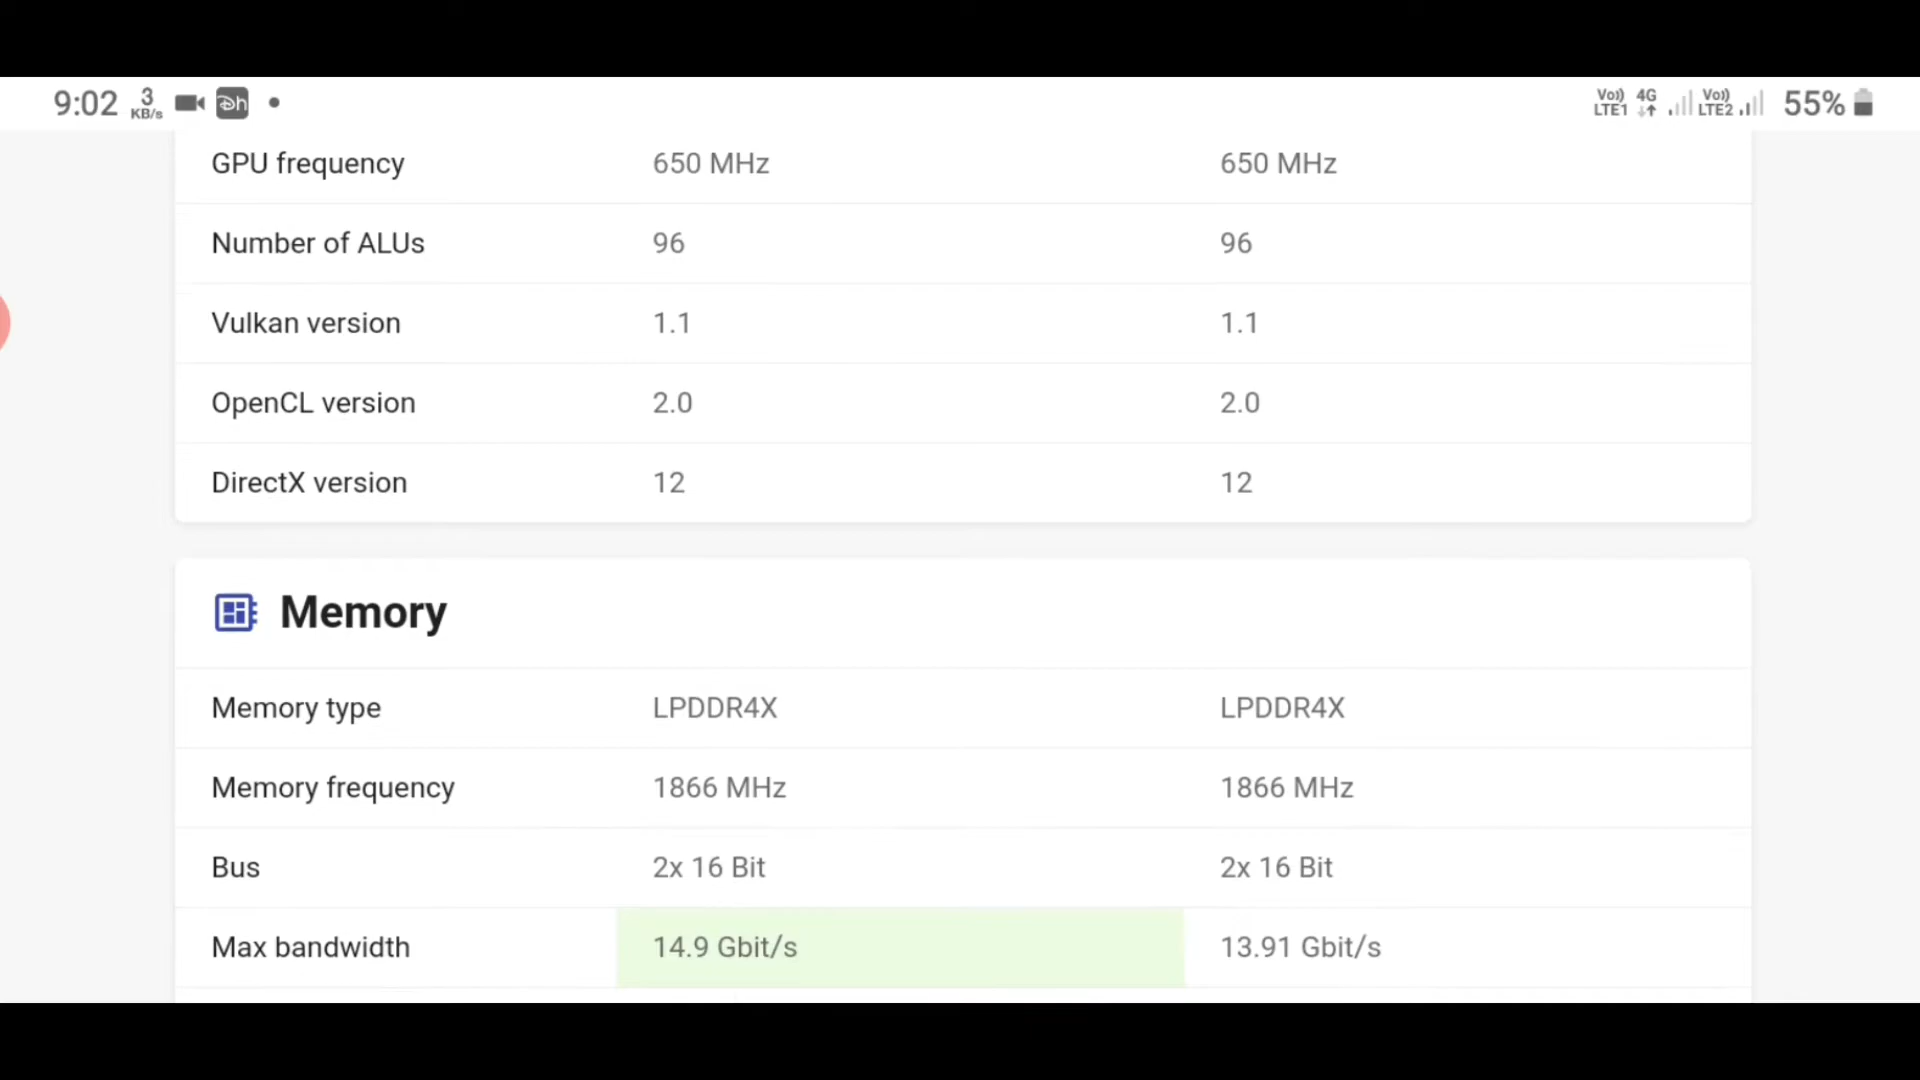 9:02 3 KB/s Dh Vo)) LTE1 4G Vo)) LTE2 55%
GPU frequency 650 MHz 650 MHz
Number of ALUs 96 96
Vulkan version 1.1 1.1
OpenCL version 2.0 2.0
DirectX version 12 12
Memory
Memory type LPDDR4X LPDDR4X
Memory frequency 1866 MHz 1866 MHz
Bus 2x 16 Bit 2x 16 Bit
Max bandwidth 14.9 Gbit/s 13.91 Gbit/s